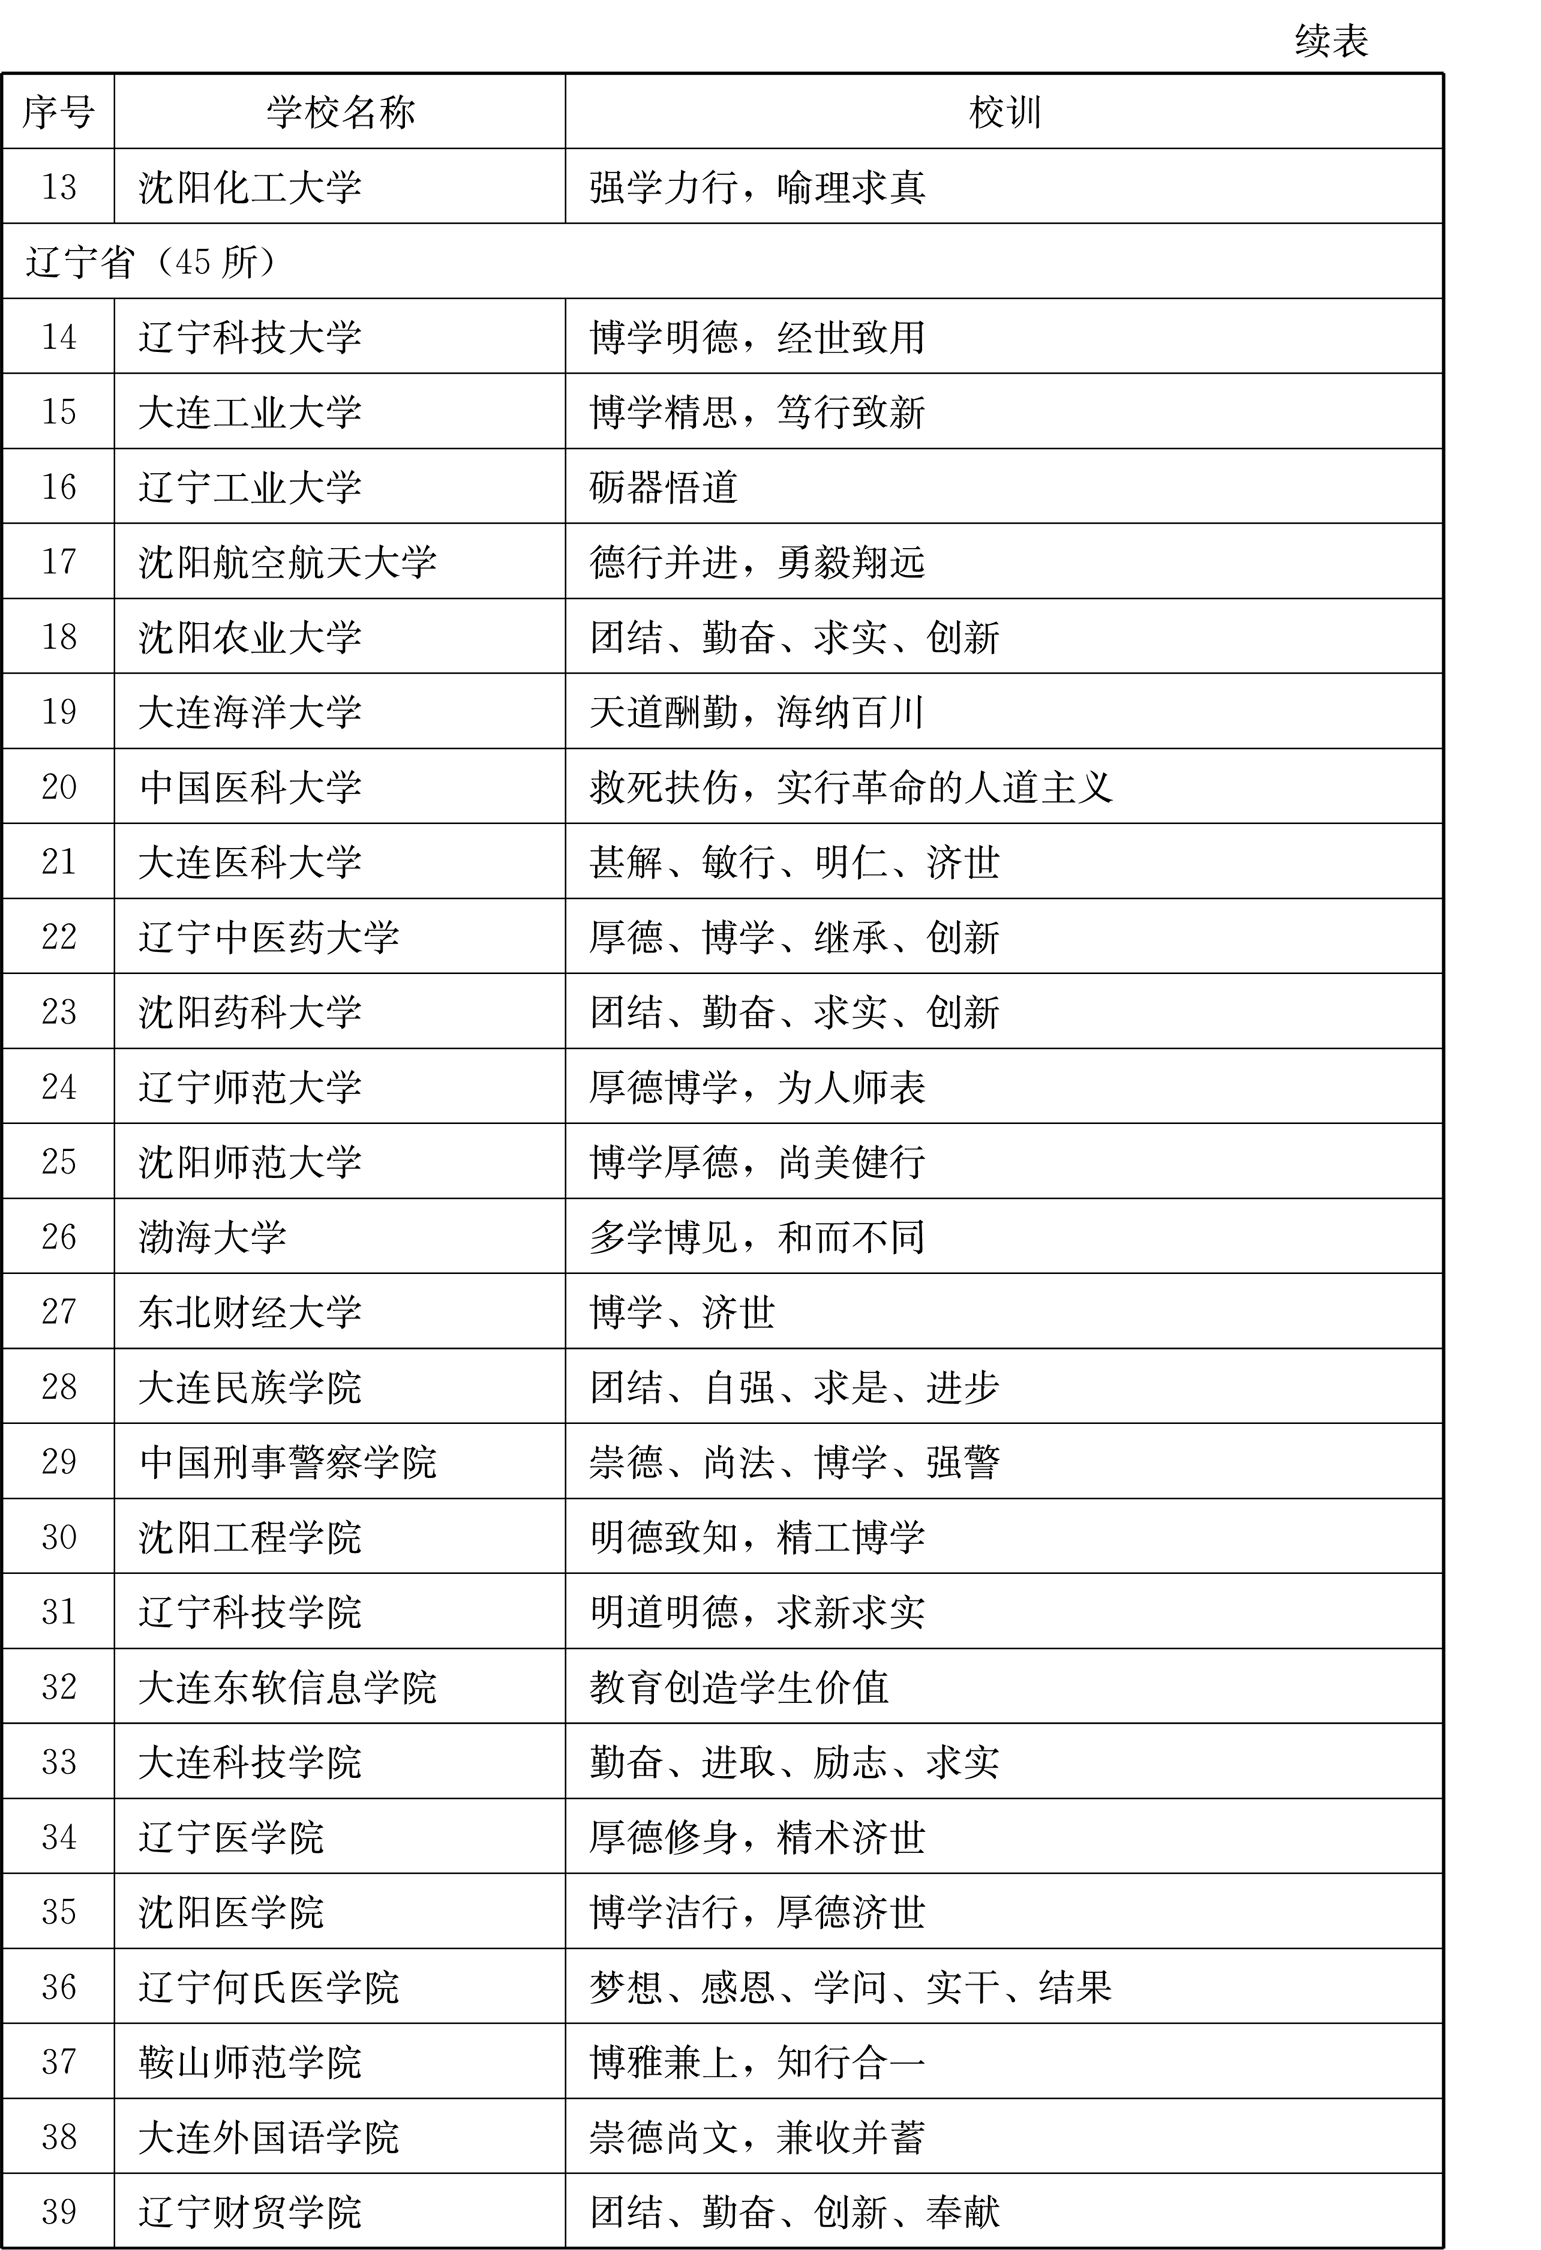 续表
序号 学校名称 校训
13 沈阳化工大学 强学力行，喻理求真
辽宁省（45 所）
14 辽宁科技大学 博学明德，经世致用
15 大连工业大学 博学精思，笃行致新
16 辽宁工业大学 砺器悟道
17 沈阳航空航天大学 德行并进，勇毅翔远
18 沈阳农业大学 团结、勤奋、求实、创新
19 大连海洋大学 天道酬勤，海纳百川
20 中国医科大学 救死扶伤，实行革命的人道主义
21 大连医科大学 甚解、敏行、明仁、济世
22 辽宁中医药大学 厚德、博学、继承、创新
23 沈阳药科大学 团结、勤奋、求实、创新
24 辽宁师范大学 厚德博学，为人师表
25 沈阳师范大学 博学厚德，尚美健行
26 渤海大学 多学博见，和而不同
27 东北财经大学 博学、济世
28 大连民族学院 团结、自强、求是、进步
29 中国刑事警察学院 崇德、尚法、博学、强警
30 沈阳工程学院 明德致知，精工博学
31 辽宁科技学院 明道明德，求新求实
32 大连东软信息学院 教育创造学生价值
33 大连科技学院 勤奋、进取、励志、求实
34 辽宁医学院 厚德修身，精术济世
35 沈阳医学院 博学洁行，厚德济世
36 辽宁何氏医学院 梦想、感恩、学问、实干、结果
37 鞍山师范学院 博雅兼上，知行合一
38 大连外国语学院 崇德尚文，兼收并蓄
39 辽宁财贸学院 团结、勤奋、创新、奉献